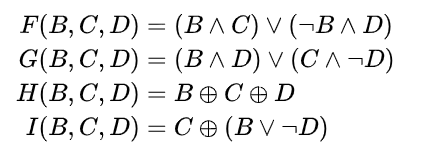 F(B, C, D) = (B ∧ C) ∨ (¬B ∧ D)
G(B, C, D) = (B ∧ D) ∨ (C ∧ ¬D)
H(B, C, D) = B ⊕ C ⊕ D
I(B, C, D) = C ⊕ (B ∨ ¬D)